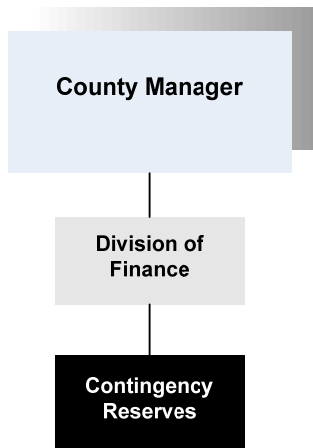 County Manager
Division of
Finance
Contingency
Reserves